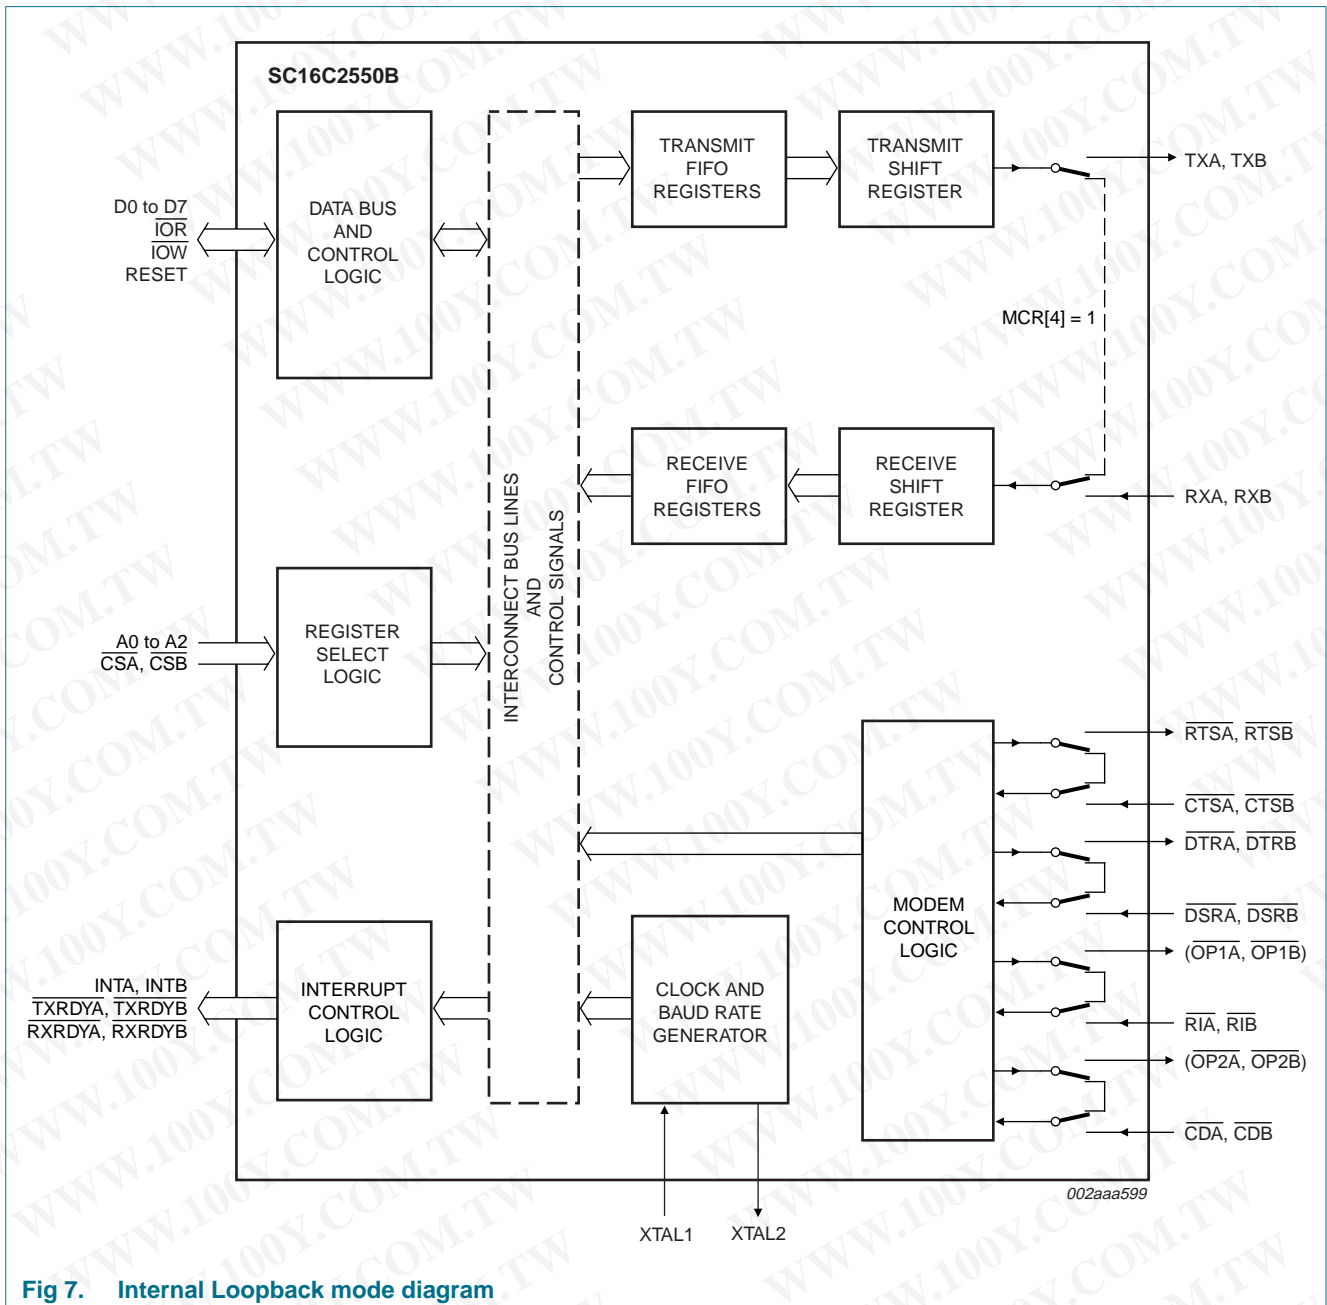 SC16C2550B
D0 to D7
IOR
IOW
RESET
DATA BUS
AND
CONTROL
LOGIC
TRANSMIT
FIFO
REGISTERS
TRANSMIT
SHIFT
REGISTER
TXA, TXB
MCR[4] = 1
RECEIVE
FIFO
REGISTERS
RECEIVE
SHIFT
REGISTER
RXA, RXB
INTERCONNECT BUS LINES
AND
CONTROL SIGNALS
A0 to A2
CSA, CSB
REGISTER
SELECT
LOGIC
MODEM
CONTROL
LOGIC
RTSA, RTSB
CTSA, CTSB
DTRA, DTRB
DSRA, DSRB
(OP1A, OP1B)
RIA, RIB
(OP2A, OP2B)
CDA, CDB
INTA, INTB
TXRDYA, TXRDYB
RXRDYA, RXRDYB
INTERRUPT
CONTROL
LOGIC
CLOCK AND
BAUD RATE
GENERATOR
XTAL1
XTAL2
002aaa599
Fig 7. Internal Loopback mode diagram
WWW.100Y.COM.TW